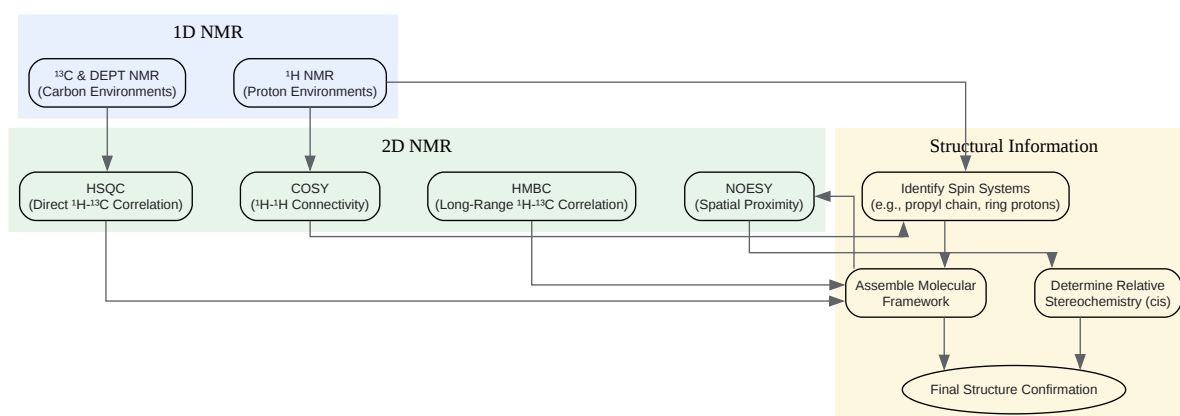 1D NMR
¹³C & DEPT NMR
(Carbon Environments)
¹H NMR
(Proton Environments)
2D NMR
Structural Information
HSQC
(Direct ¹H-¹³C Correlation)
COSY
(¹H-¹H Connectivity)
HMBC
(Long-Range ¹H-¹³C Correlation)
NOESY
(Spatial Proximity)
Identify Spin Systems
(e.g., propyl chain, ring protons)
Assemble Molecular
Framework
Determine Relative
Stereochemistry (cis)
Final Structure Confirmation